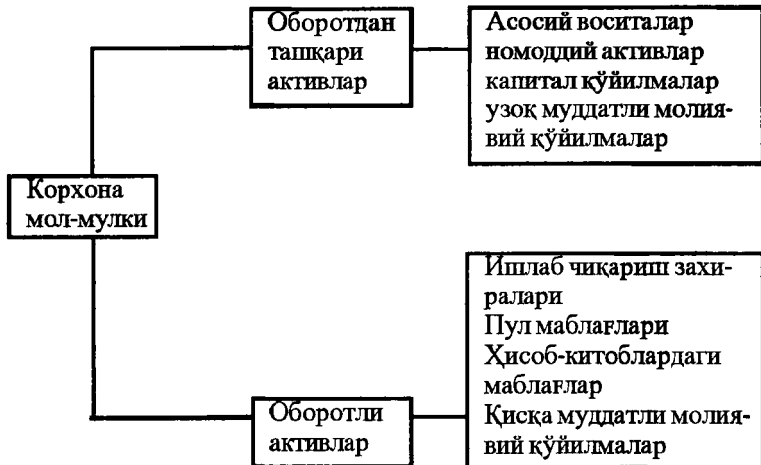 Корхона
мол-мулки
Оборотдан
ташқари
активлар
Асосий воситалар
номоддий активлар
капитал қўйилмалар
узоқ муддатли молия-
вий қўйилмалар
Оборотли
активлар
Ишлаб чиқариш захи-
ралари
Пул маблағлари
Ҳисоб-китоблардаги
маблағлар
Қисқа муддатли молия-
вий қўйилмалар